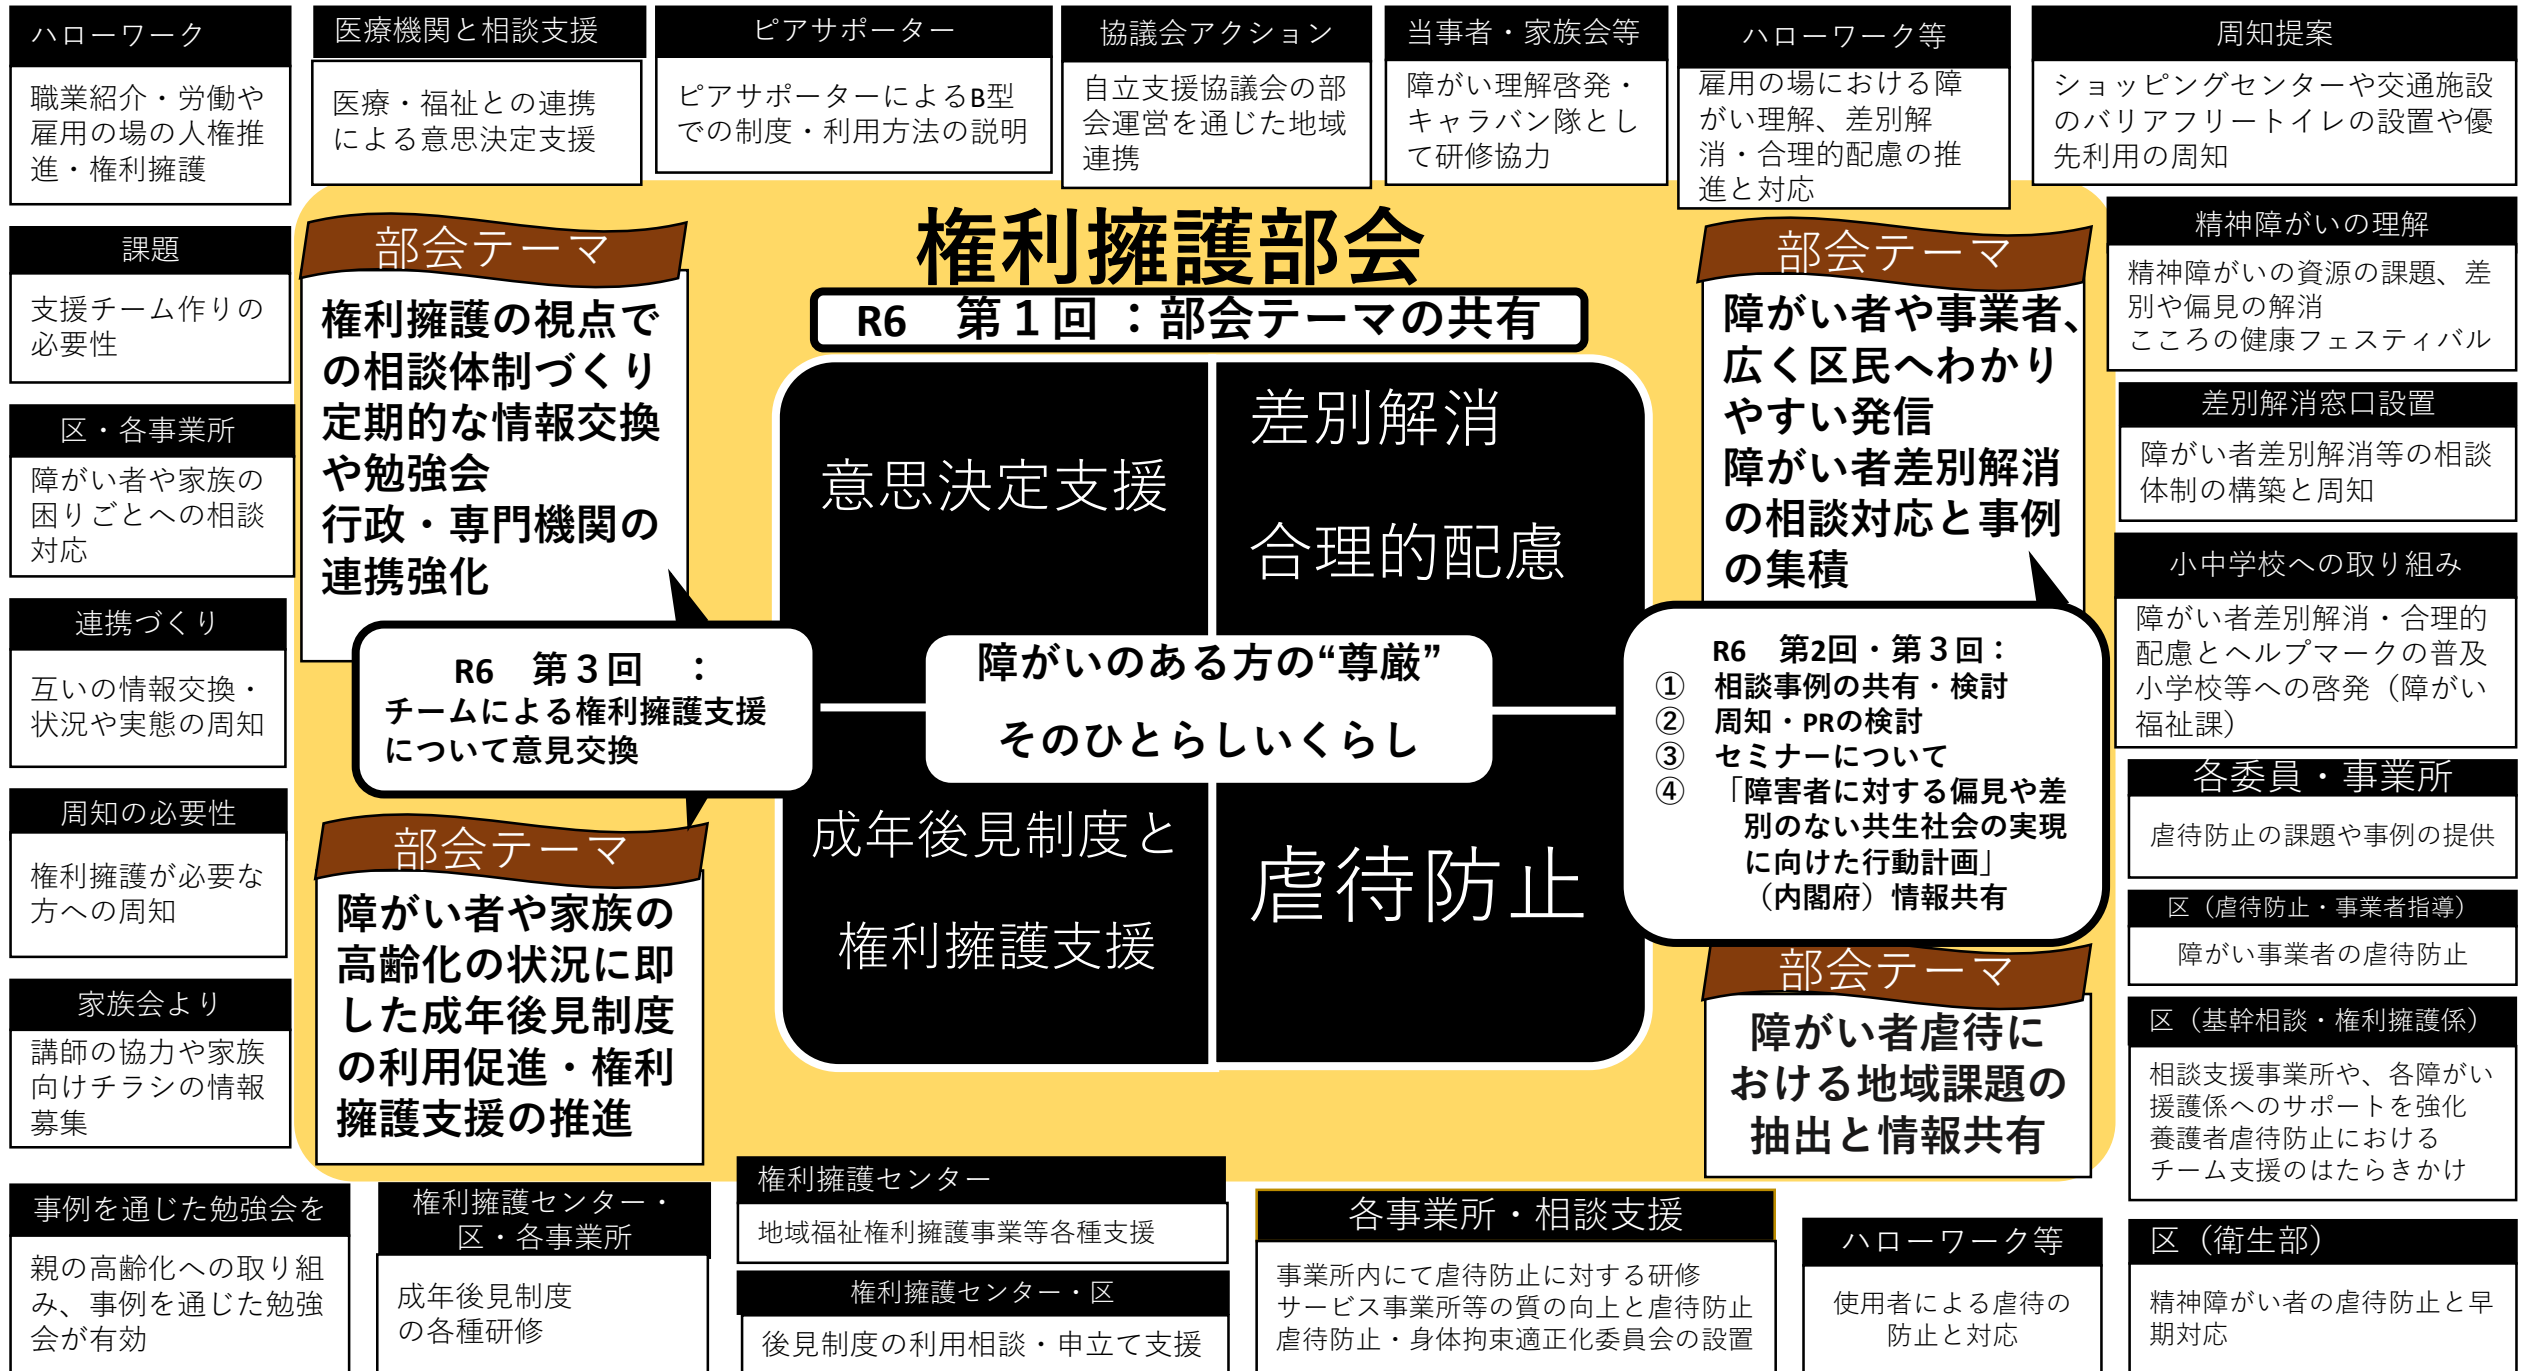 ハローワーク
職業紹介・労働や
雇用の場の人権推
進・権利擁護
医療機関と相談支援
医療・福祉との連携
による意思決定支援
ピアサポーター
ピアサポーターによるB型
での制度・利用方法の説明
協議会アクション
自立支援協議会の部
会運営を通じた地域
連携
当事者・家族会等
障がい理解啓発・
キャラバン隊とし
て研修協力
ハローワーク等
雇用の場における障
がい理解、差別解
消・合理的配慮の推
進と対応
周知提案
ショッピングセンターや交通施設
のバリアフリートイレの設置や優
先利用の周知
課題
支援チーム作りの
必要性
区・各事業所
障がい者や家族の
困りごとへの相談
対応
連携づくり
互いの情報交換・
状況や実態の周知
周知の必要性
権利擁護が必要な
方への周知
家族会より
講師の協力や家族
向けチラシの情報
募集
事例を通じた勉強会を
親の高齢化への取り組
み、事例を通じた勉強
会が有効
権利擁護部会
R6 第１回 ：部会テーマの共有
部会テーマ
権利擁護の視点で
の相談体制づくり
定期的な情報交換
や勉強会
行政・専門機関の
連携強化
R6 第３回 ：
チームによる権利擁護支援
について意見交換
部会テーマ
障がい者や家族の
高齢化の状況に即
した成年後見制度
の利用促進・権利
擁護支援の推進
意思決定支援
差別解消
合理的配慮
障がいのある方の“尊厳”
そのひとらしいくらし
成年後見制度と
権利擁護支援
虐待防止
部会テーマ
障がい者や事業者、
広く区民へわかり
やすい発信
障がい者差別解消
の相談対応と事例
の集積
R6 第2回・第３回：
① 相談事例の共有・検討
② 周知・PRの検討
③ セミナーについて
④ 「障害者に対する偏見や差
別のない共生社会の実現
に向けた行動計画」
（内閣府）情報共有
部会テーマ
障がい者虐待に
おける地域課題の
抽出と情報共有
精神障がいの理解
精神障がいの資源の課題、差
別や偏見の解消
こころの健康フェスティバル
差別解消窓口設置
障がい者差別解消等の相談
体制の構築と周知
小中学校への取り組み
障がい者差別解消・合理的
配慮とヘルプマークの普及
小学校等への啓発（障がい
福祉課）
各委員・事業所
虐待防止の課題や事例の提供
区（虐待防止・事業者指導）
障がい事業者の虐待防止
区（基幹相談・権利擁護係）
相談支援事業所や、各障がい
援護係へのサポートを強化
養護者虐待防止における
チーム支援のはたらきかけ
権利擁護センター・
区・各事業所
成年後見制度
の各種研修
権利擁護センター
地域福祉権利擁護事業等各種支援
権利擁護センター・区
後見制度の利用相談・申立て支援
各事業所・相談支援
事業所内にて虐待防止に対する研修
サービス事業所等の質の向上と虐待防止
虐待防止・身体拘束適正化委員会の設置
ハローワーク等
使用者による虐待の
防止と対応
区（衛生部）
精神障がい者の虐待防止と早
期対応